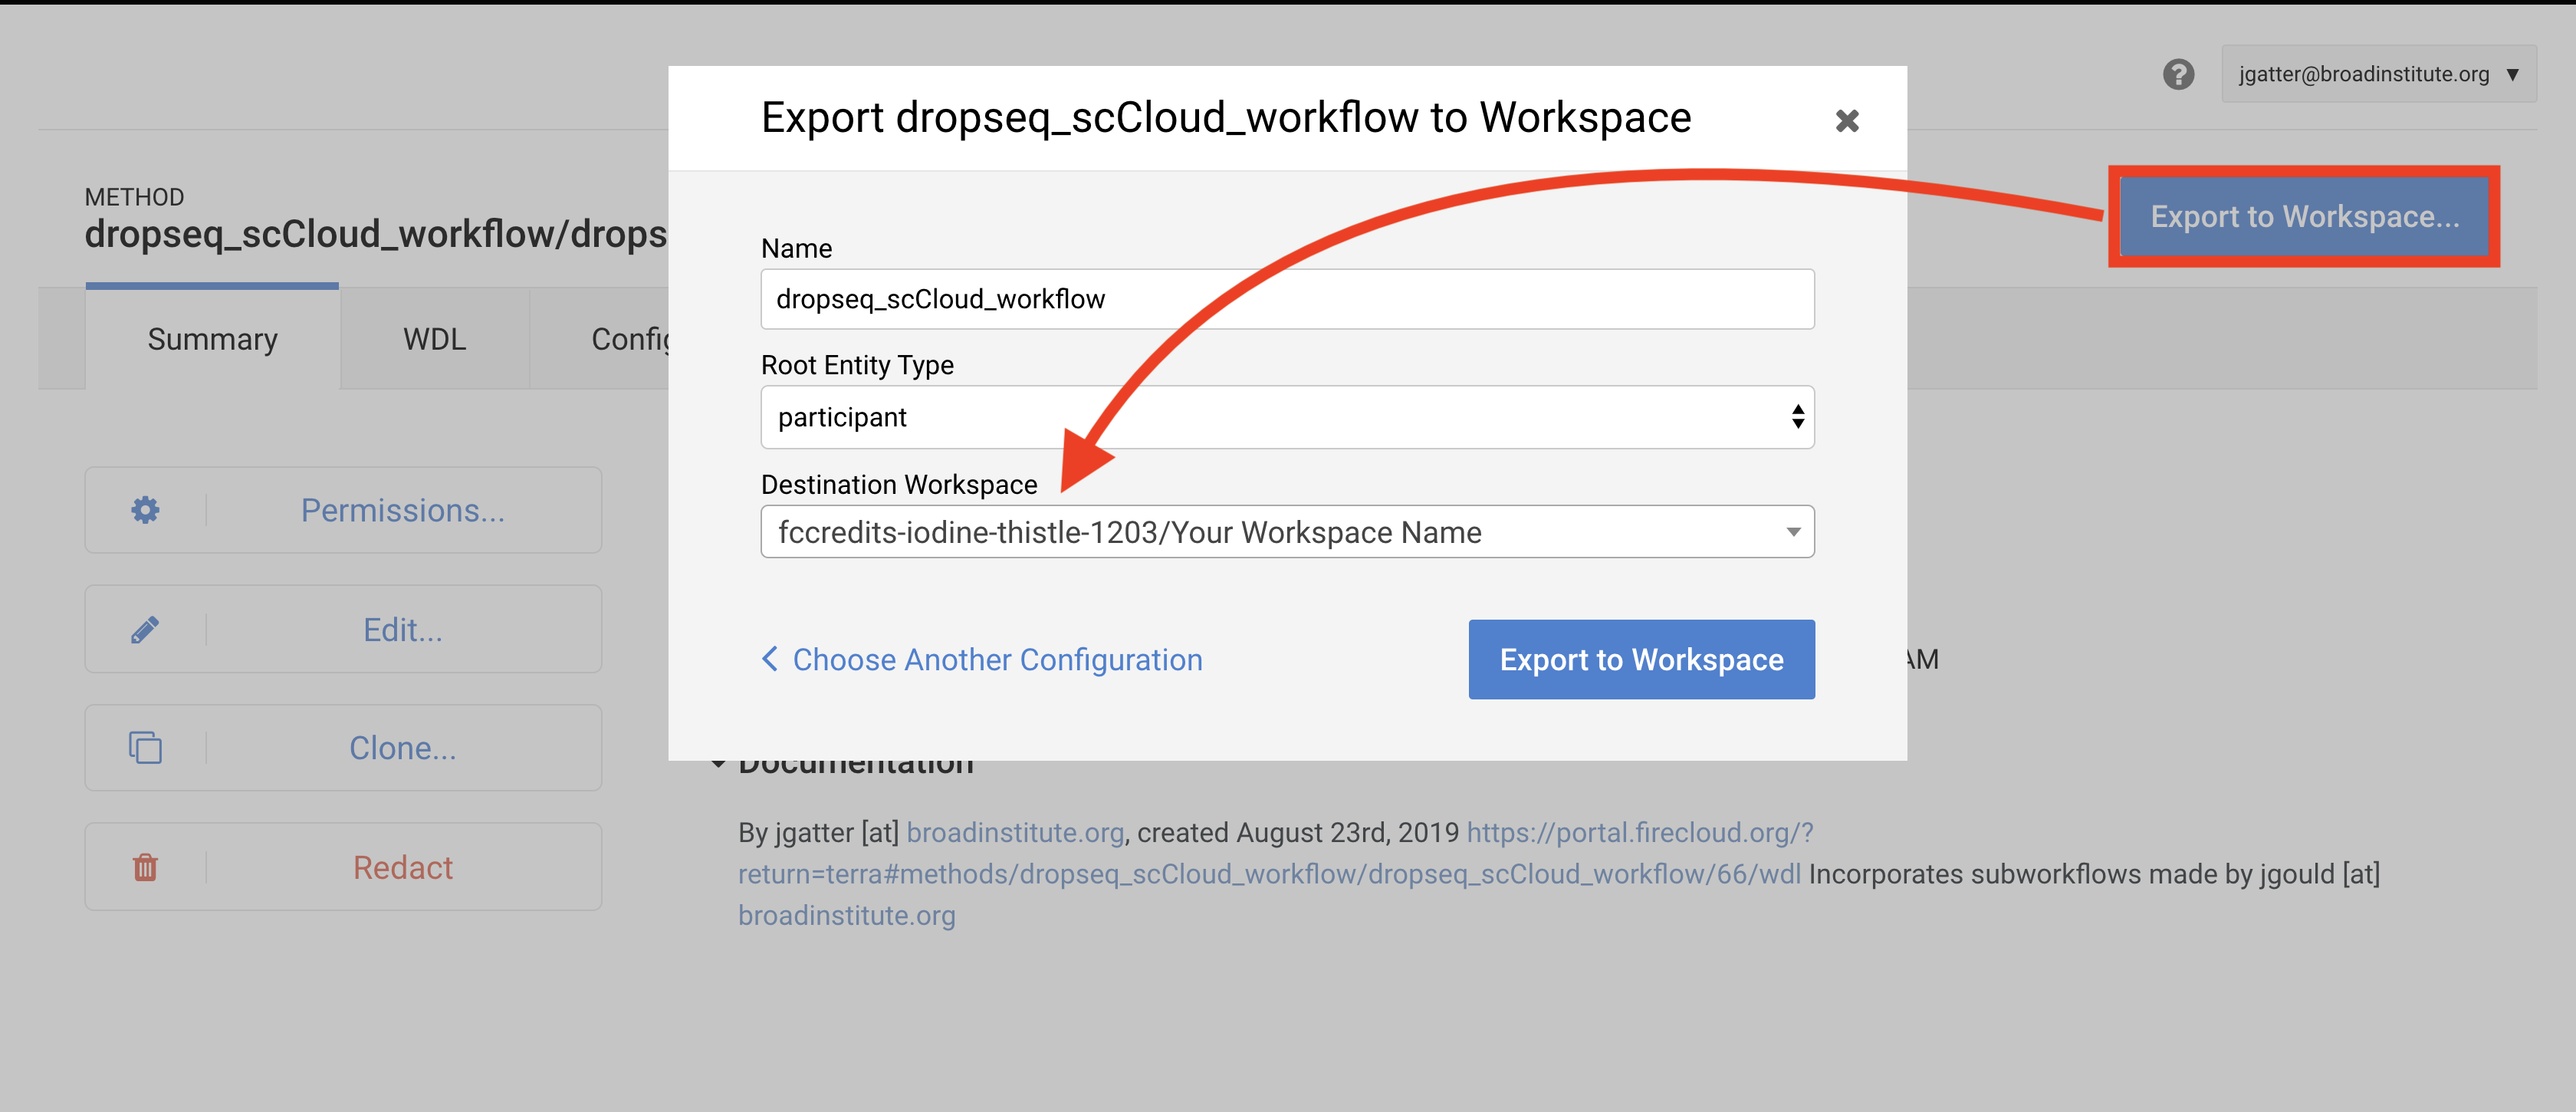 jgatter@broadinstitute.org ▼
Export dropseq_scCloud_workflow to Workspace
METHOD
dropseq_scCloud_workflow/drops
Export to Workspace...
Summary
WDL
Config
Name
dropseq_scCloud_workflow
Root Entity Type
participant
Destination Workspace
fccredits-iodine-thistle-1203/Your Workspace Name
Choose Another Configuration
Export to Workspace
AM
Permissions...
Edit...
Clone...
Redact
Documentation
By jgatter [at] broadinstitute.org, created August 23rd, 2019 https://portal.firecloud.org/?
return=terra#methods/dropseq_scCloud_workflow/dropseq_scCloud_workflow/66/wdl Incorporates subworkflows made by jgould [at]
broadinstitute.org